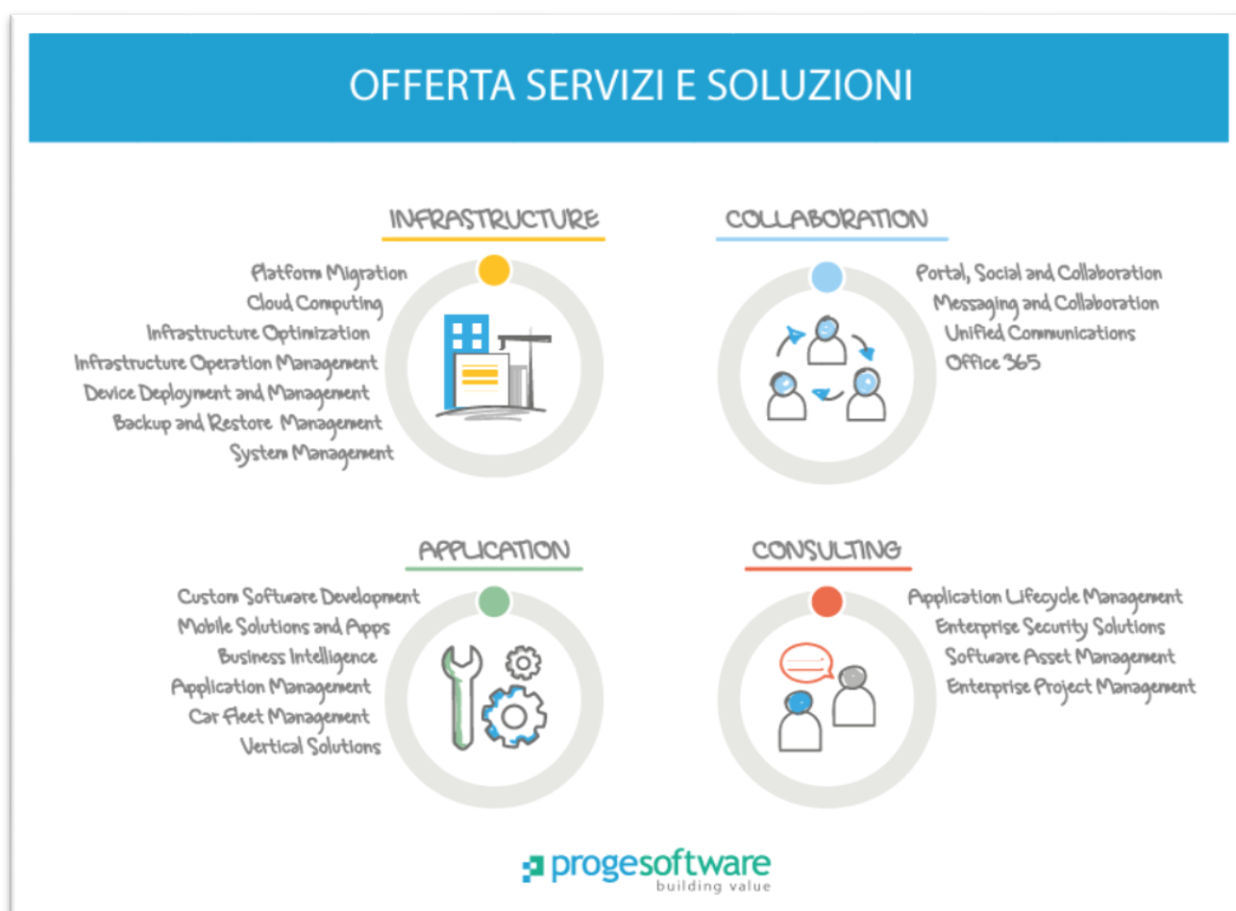 OFFERTA SERVIZI E SOLUZIONI
INFRASTRUCTURE
Platform Migration
Cloud Computing
Infrastructure Optimization
Infrastructure Operation Management
Device Deployment and Management
Backup and Restore Management
System Management
COLLABORATION
Portal, Social and Collaboration
Messaging and Collaboration
Unified Communications
Office 365
APPLICATION
Custom Software Development
Mobile Solutions and Apps
Business Intelligence
Application Management
Car Fleet Management
Vertical Solutions
CONSULTING
Application Lifecycle Management
Enterprise Security Solutions
Software Asset Management
Enterprise Project Management
progesoftware
building value